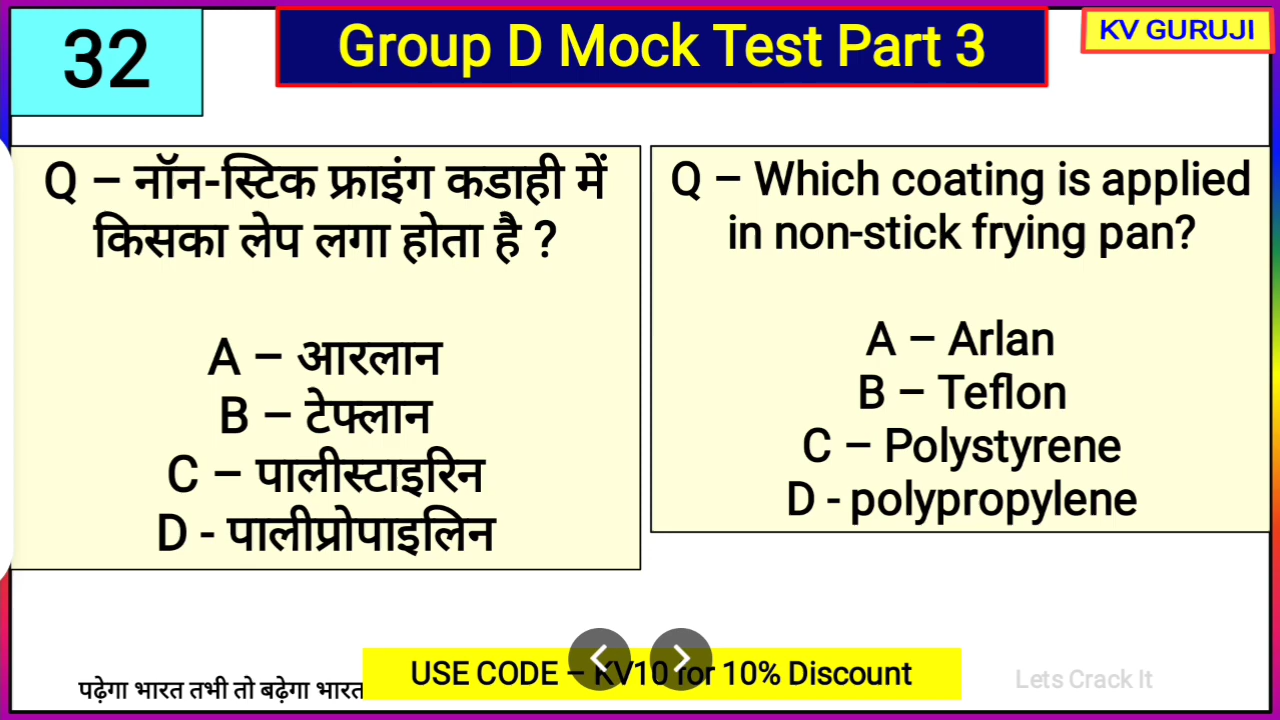 32
Group D Mock Test Part 3
KV GURUJI
Q – नॉन-स्टिक फ्राइंग कडाही में
किसका लेप लगा होता है ?
A – आरलान
B – टेफ्लान
C – पालीस्टाइरिन
D - पालीप्रोपाइलिन
Q – Which coating is applied
in non-stick frying pan?
A – Arlan
B – Teflon
C – Polystyrene
D - polypropylene
USE CODE – KV10 for 10% Discount
पढ़ेगा भारत तभी तो बढ़ेगा भारत
Lets Crack It